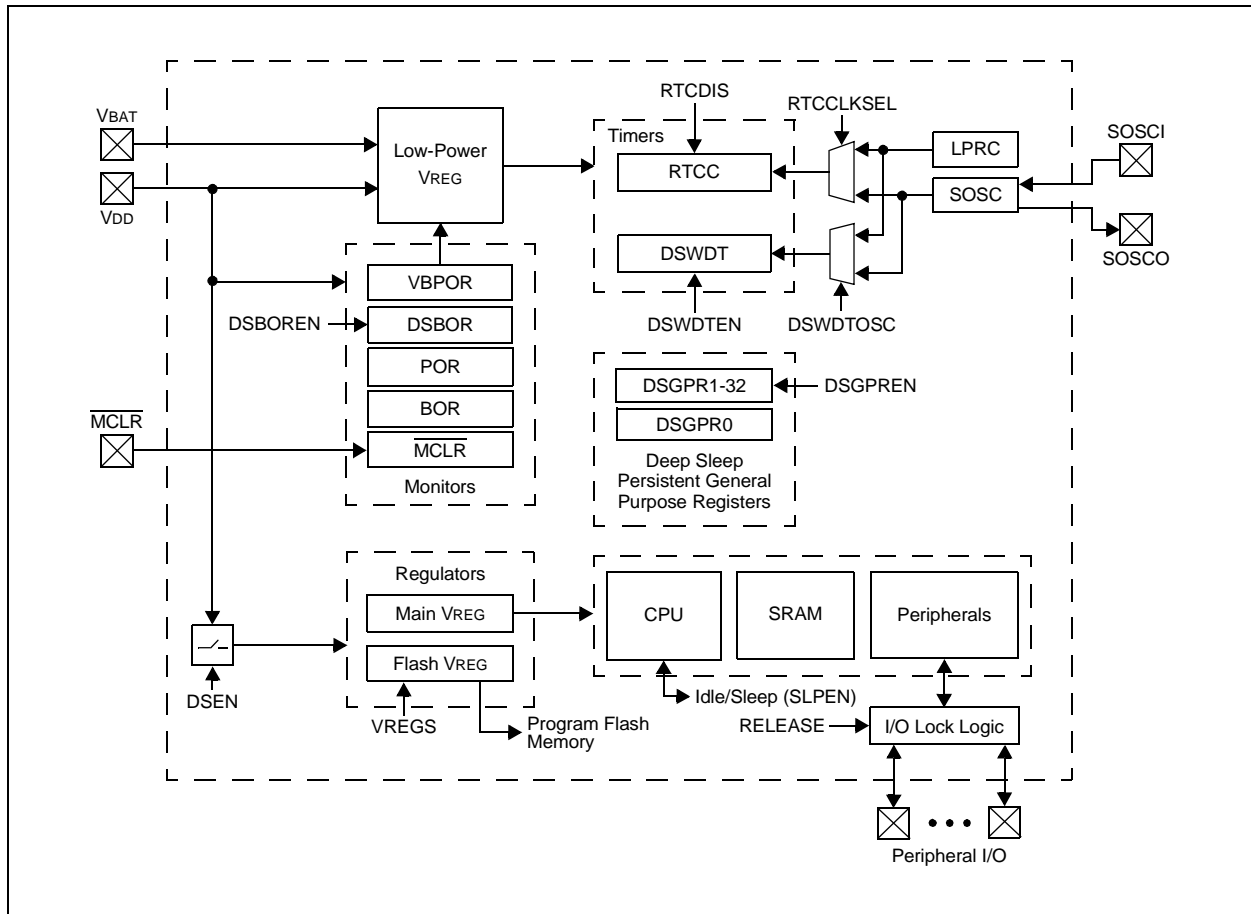 RTCDIS
RTCCLKSEL
VBAT
VDD
Low-Power
VREG
Timers
RTCC
DSWDT
LPRC
SOSC
SOSCI
SOSCO
DSWDTEN
DSWDTOSC
VBPOR
DSBOREN
DSBOR
POR
BOR
MCLR
MCLR
Monitors
DSGPR1-32
DSGPREN
DSGPR0
Deep Sleep
Persistent General
Purpose Registers
Regulators
Main VREG
Flash VREG
DSEN
VREGS
Program Flash
Memory
CPU
SRAM
Peripherals
Idle/Sleep (SLPEN)
RELEASE
I/O Lock Logic
Peripheral I/O